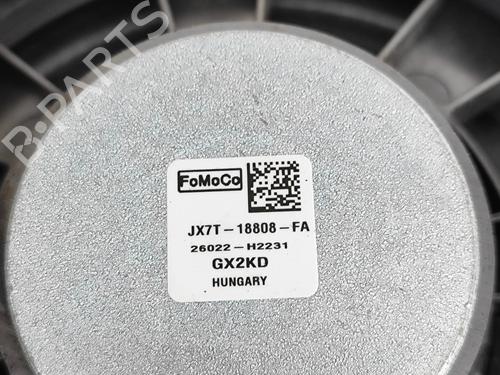 B-PARTS
FoMoCo
JX7T-18808-FA
26022-H2231
GX2KD
HUNGARY